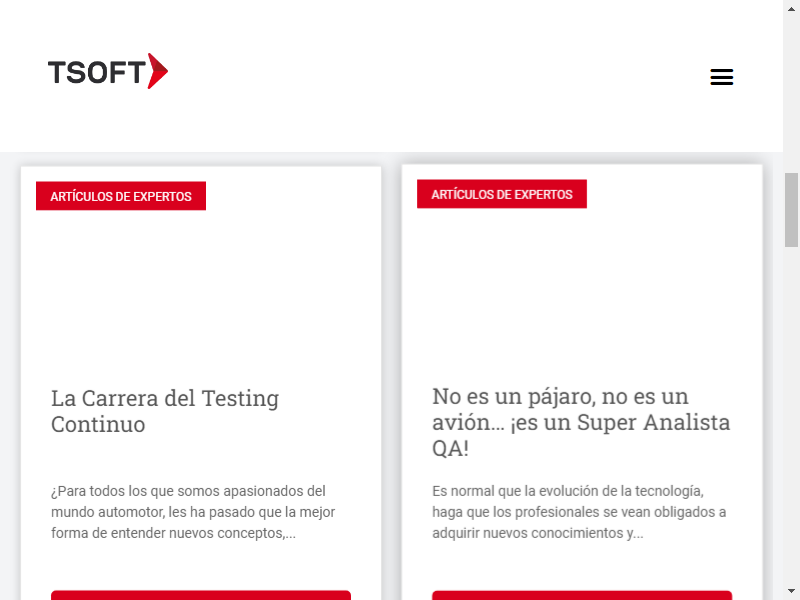 TSOFT
ARTÍCULOS DE EXPERTOS
La Carrera del Testing
Continuo
¿Para todos los que somos apasionados del
mundo automotor, les ha pasado que la mejor
forma de entender nuevos conceptos,...
ARTÍCULOS DE EXPERTOS
No es un pájaro, no es un
avión... ¡es un Super Analista
QA!
Es normal que la evolución de la tecnología,
haga que los profesionales se vean obligados a
adquirir nuevos conocimientos y...